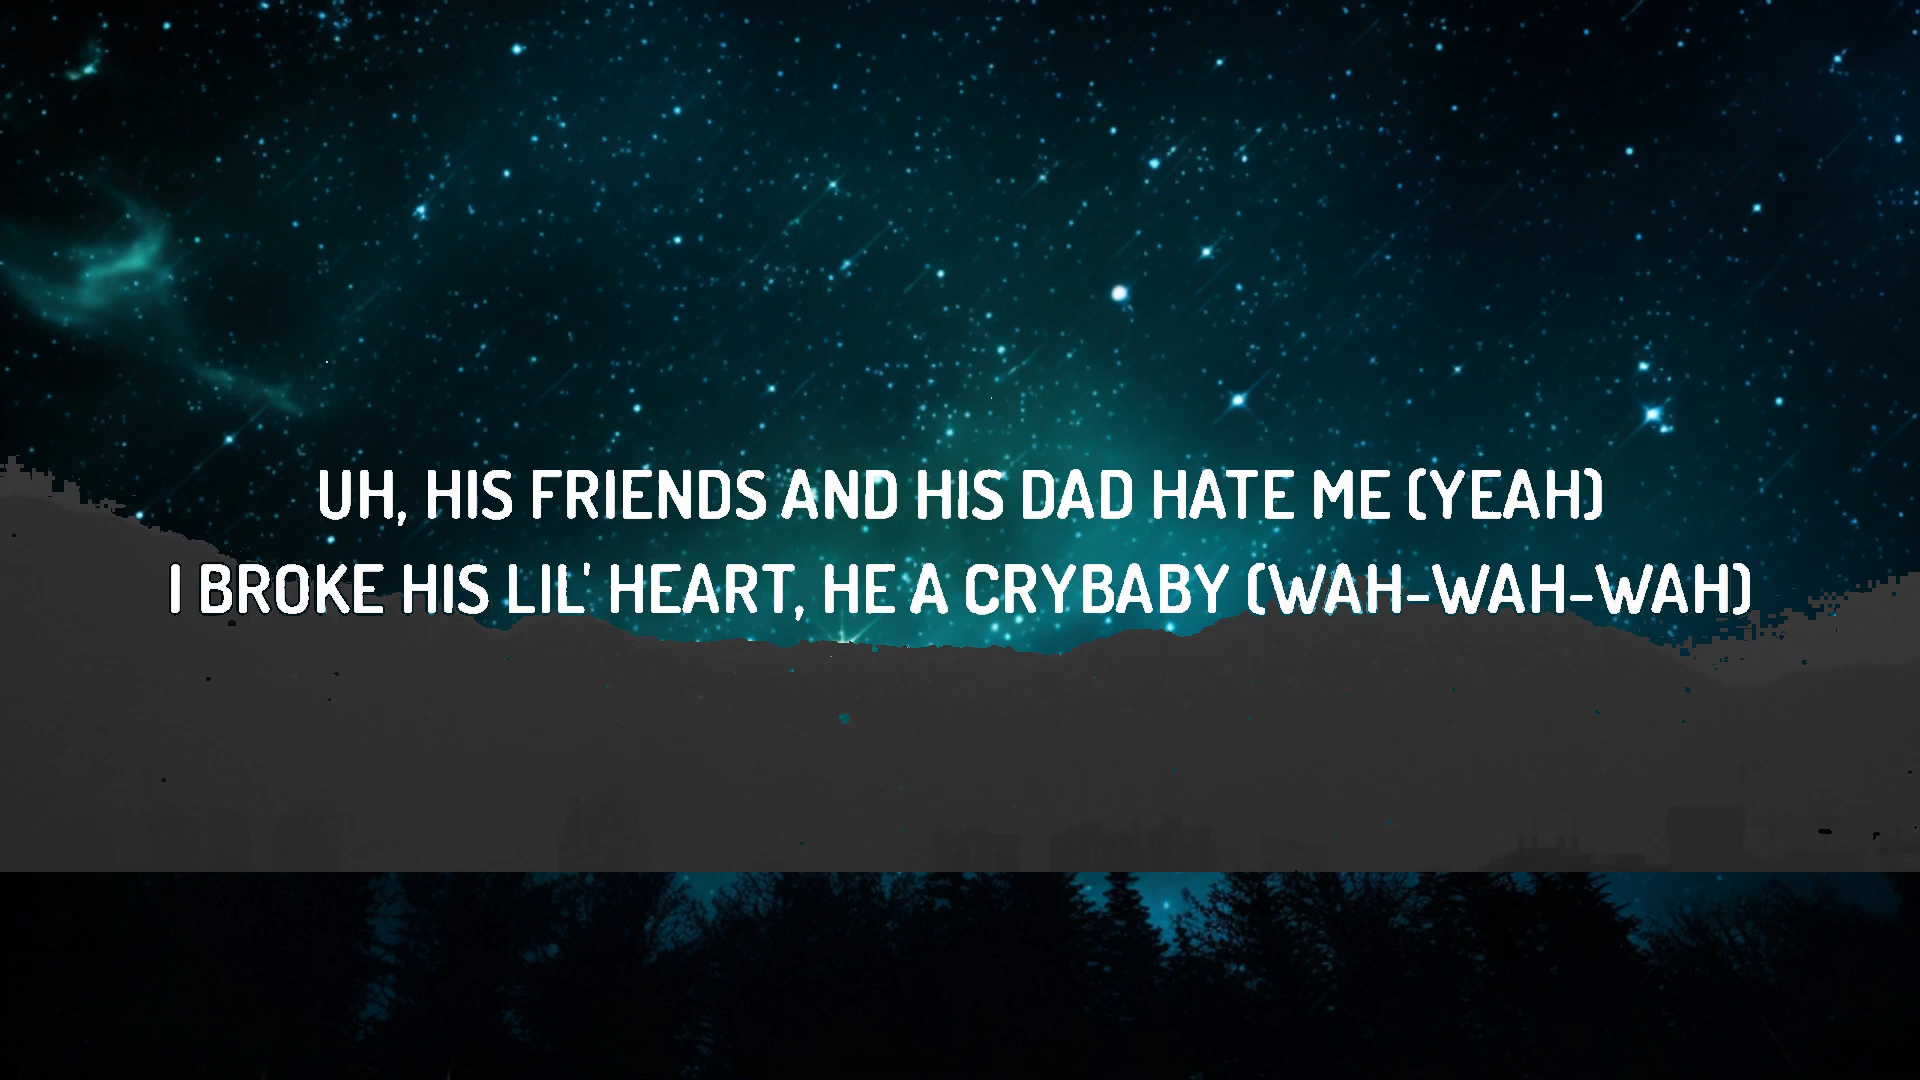 UH, HIS FRIENDS AND HIS DAD HATE ME (YEAH)
I BROKE HIS LIL' HEART, HE A CRYBABY (WAH-WAH-WAH)